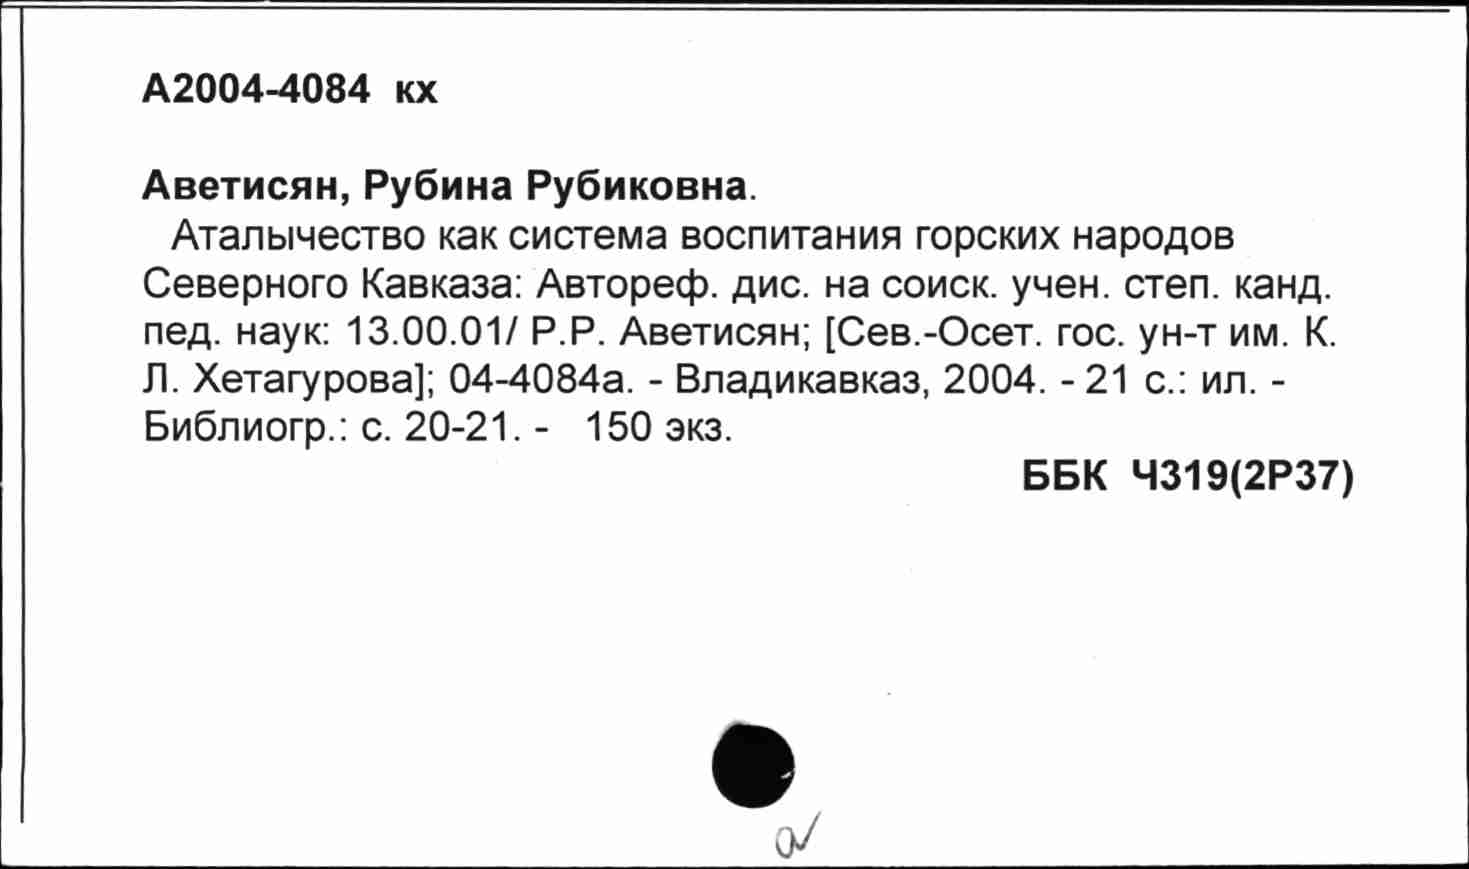 А2004-4084 кх
Аветисян, Рубина Рубиковна.
Аталычество как система воспитания горских народов
Северного Кавказа: Автореф. дис. на соиск. учен. степ. канд.
пед. наук: 13.00.01/ Р.Р. Аветисян; [Сев.-Осет. гос. ун-т им. К.
Л. Хетагурова]; 04-4084а. - Владикавказ, 2004. - 21 с.: ил. -
Библиогр.: с. 20-21. - 150 экз.
ББК Ч319(2Р37)